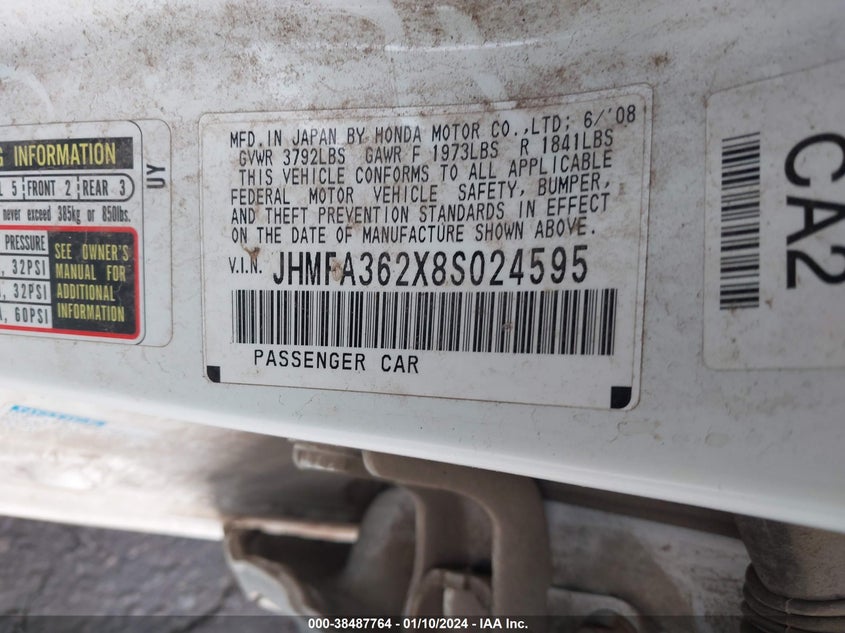 G INFORMATION
L 5 FRONT 2 REAR 3
never exceed 385kg or 850lbs.
PRESSURE
, 32PSI
, 32PSI
, 60PSI
SEE OWNER'S
MANUAL FOR
ADDITIONAL
INFORMATION
UY
MFD. IN JAPAN BY HONDA MOTOR CO.,LTD; 6/'08
GVWR 3792LBS GAWR F 1973LBS R 1841LBS
THIS VEHICLE CONFORMS TO ALL APPLICABLE
FEDERAL MOTOR VEHICLE SAFETY, BUMPER,
AND THEFT PREVENTION STANDARDS IN EFFECT
ON THE DATE OF MANUFACTURE SHOWN ABOVE.
V.I.N. JHMFA362X8S024595
PASSENGER CAR
CA2
000-38487764 - 01/10/2024 - IAA Inc.